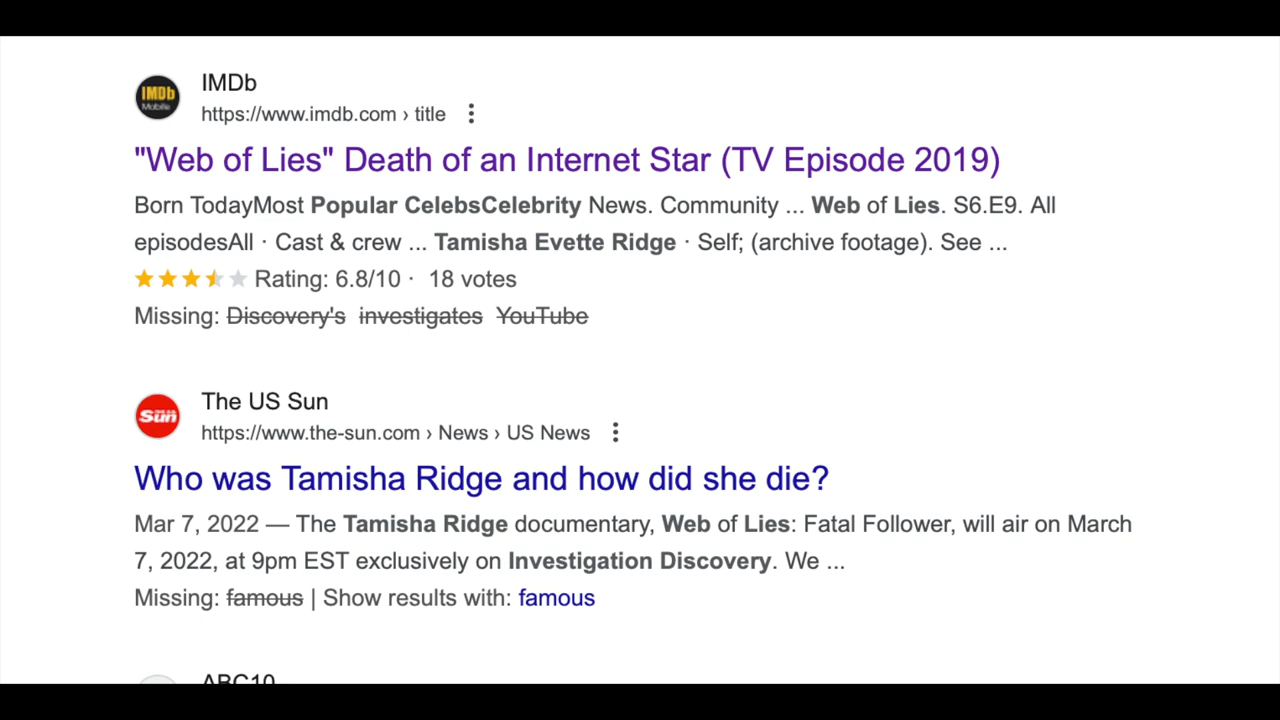 IMDb
IMDb
Mobile
https://www.imdb.com › title
"Web of Lies" Death of an Internet Star (TV Episode 2019)
Born TodayMost Popular CelebsCelebrity News. Community ... Web of Lies. S6.E9. All
episodesAll · Cast & crew ... Tamisha Evette Ridge · Self; (archive footage). See ...
Rating: 6.8/10 · 18 votes
Missing: Discovery's investigates YouTube
The US Sun
Sun
https://www.the-sun.com › News › US News
Who was Tamisha Ridge and how did she die?
Mar 7, 2022 — The Tamisha Ridge documentary, Web of Lies: Fatal Follower, will air on March
7, 2022, at 9pm EST exclusively on Investigation Discovery. We ...
Missing: famous | Show results with: famous
ABC10